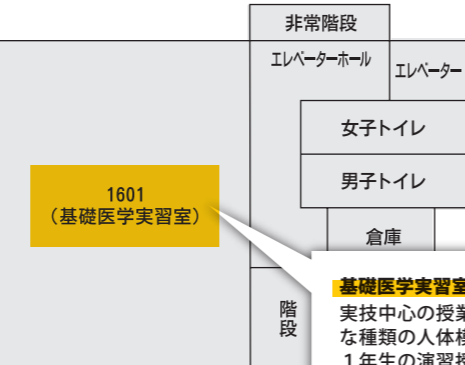 非常階段
エレベーターホール
エレベーター
女子トイレ
男子トイレ
1601
（基礎医学実習室）
倉庫
階段
基礎医学実習室
実技中心の授業
な種類の人体模
１年生の演習授